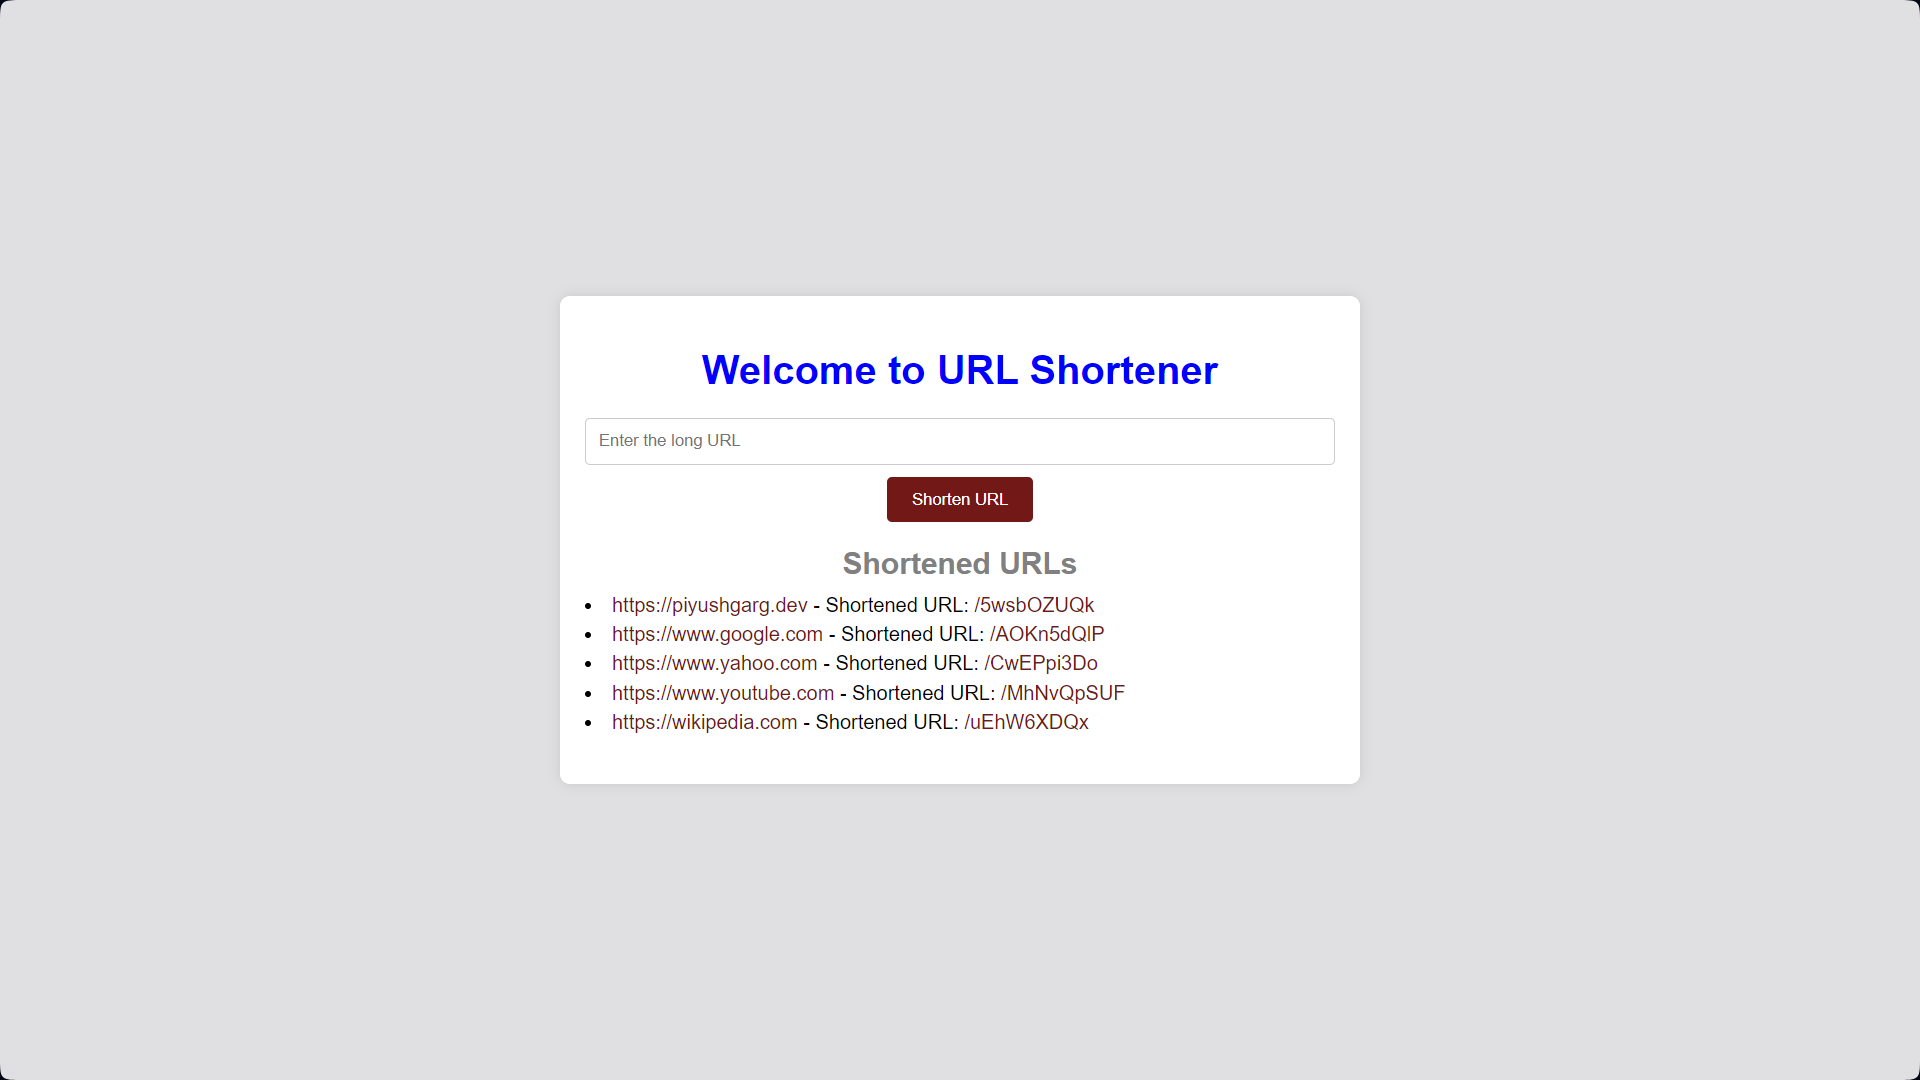 Welcome to URL Shortener
Enter the long URL
Shorten URL
Shortened URLs
https://piyushgarg.dev - Shortened URL: /5wsbOZUQk
https://www.google.com - Shortened URL: /AOKn5dQlP
https://www.yahoo.com - Shortened URL: /CwEPpi3Do
https://www.youtube.com - Shortened URL: /MhNvQpSUF
https://wikipedia.com - Shortened URL: /uEhW6XDQx